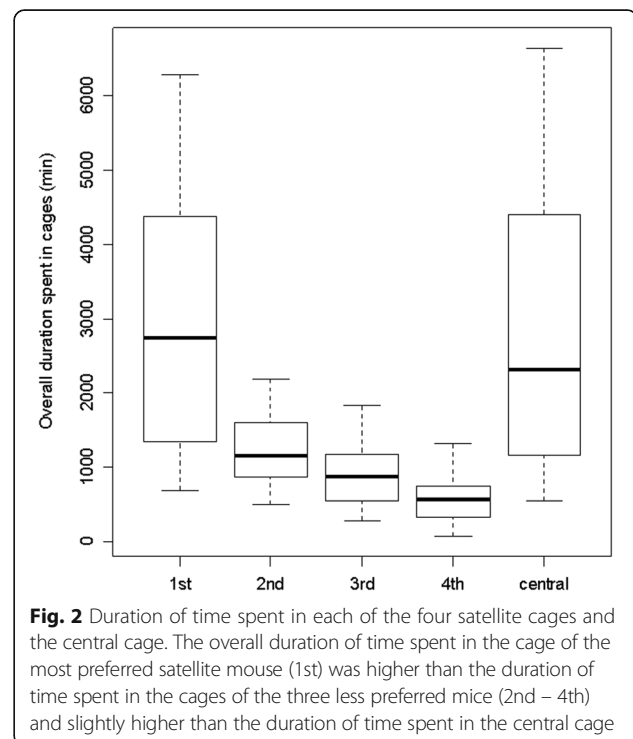 Overall duration spent in cages (min)
6000
5000
4000
3000
2000
1000
0
1st 2nd 3rd 4th central
Fig. 2 Duration of time spent in each of the four satellite cages and
the central cage. The overall duration of time spent in the cage of the
most preferred satellite mouse (1st) was higher than the duration of
time spent in the cages of the three less preferred mice (2nd – 4th)
and slightly higher than the duration of time spent in the central cage